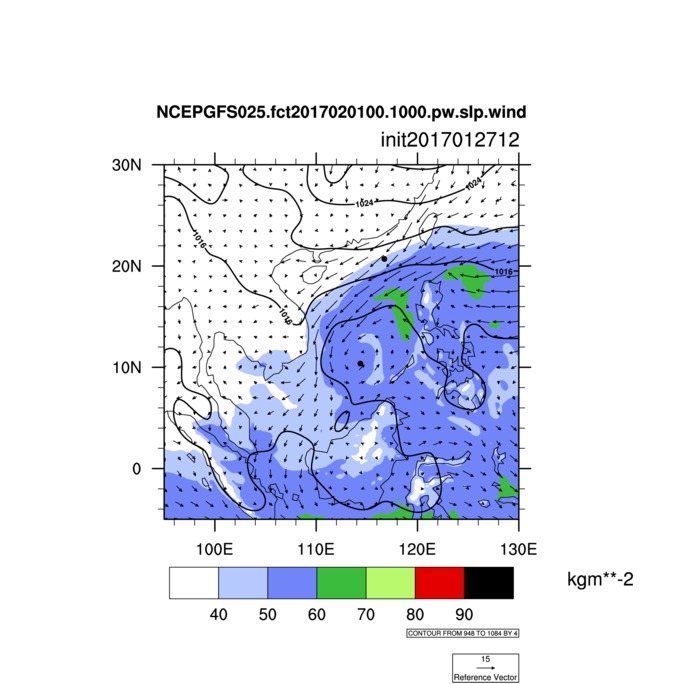 NCEPGFS025.fct2017020100.1000.pw.slp.wind
init2017012712
30N
1024
1024
1016
20N
1016
1016
10N
0
100E 110E 120E 130E
kgm**-2
40 50 60 70 80 90
CONTOUR FROM 948 TO 1084 BY 4
15
Reference Vector